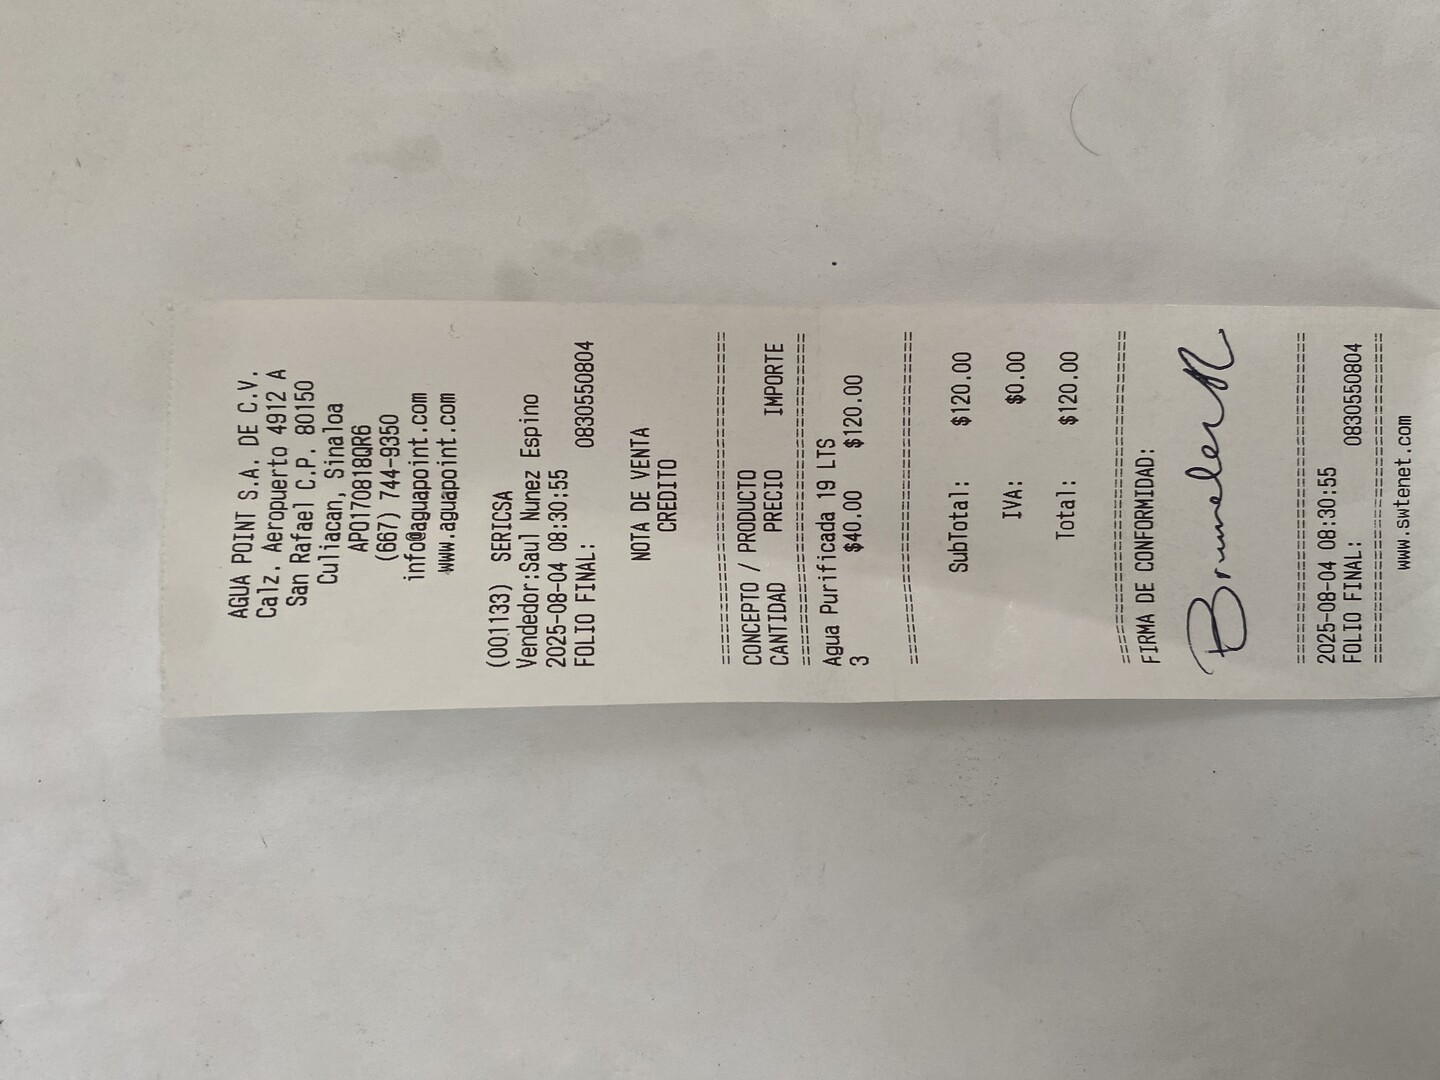 AGUA POINT S.A. DE C.V.
Calz. Aeropuerto 4912 A
San Rafael C.P. 80150
Culiacan, Sinaloa
APO170818QR6
(667) 744-9350
info@aguapoint.com
www.aguapoint.com
(001133) SERICSA
Vendedor:Saul Nunez Espino
2025-08-04 08:30:55
FOLIO FINAL: 0830550804
NOTA DE VENTA
CREDITO
================================
CONCEPTO / PRODUCTO
CANTIDAD PRECIO IMPORTE
================================
Agua Purificada 19 LTS
3 $40.00 $120.00
================================
SubTotal: $120.00
IVA: $0.00
Total: $120.00
================================
FIRMA DE CONFORMIDAD:
================================
2025-08-04 08:30:55
FOLIO FINAL: 0830550804
================================
www.swtenet.com